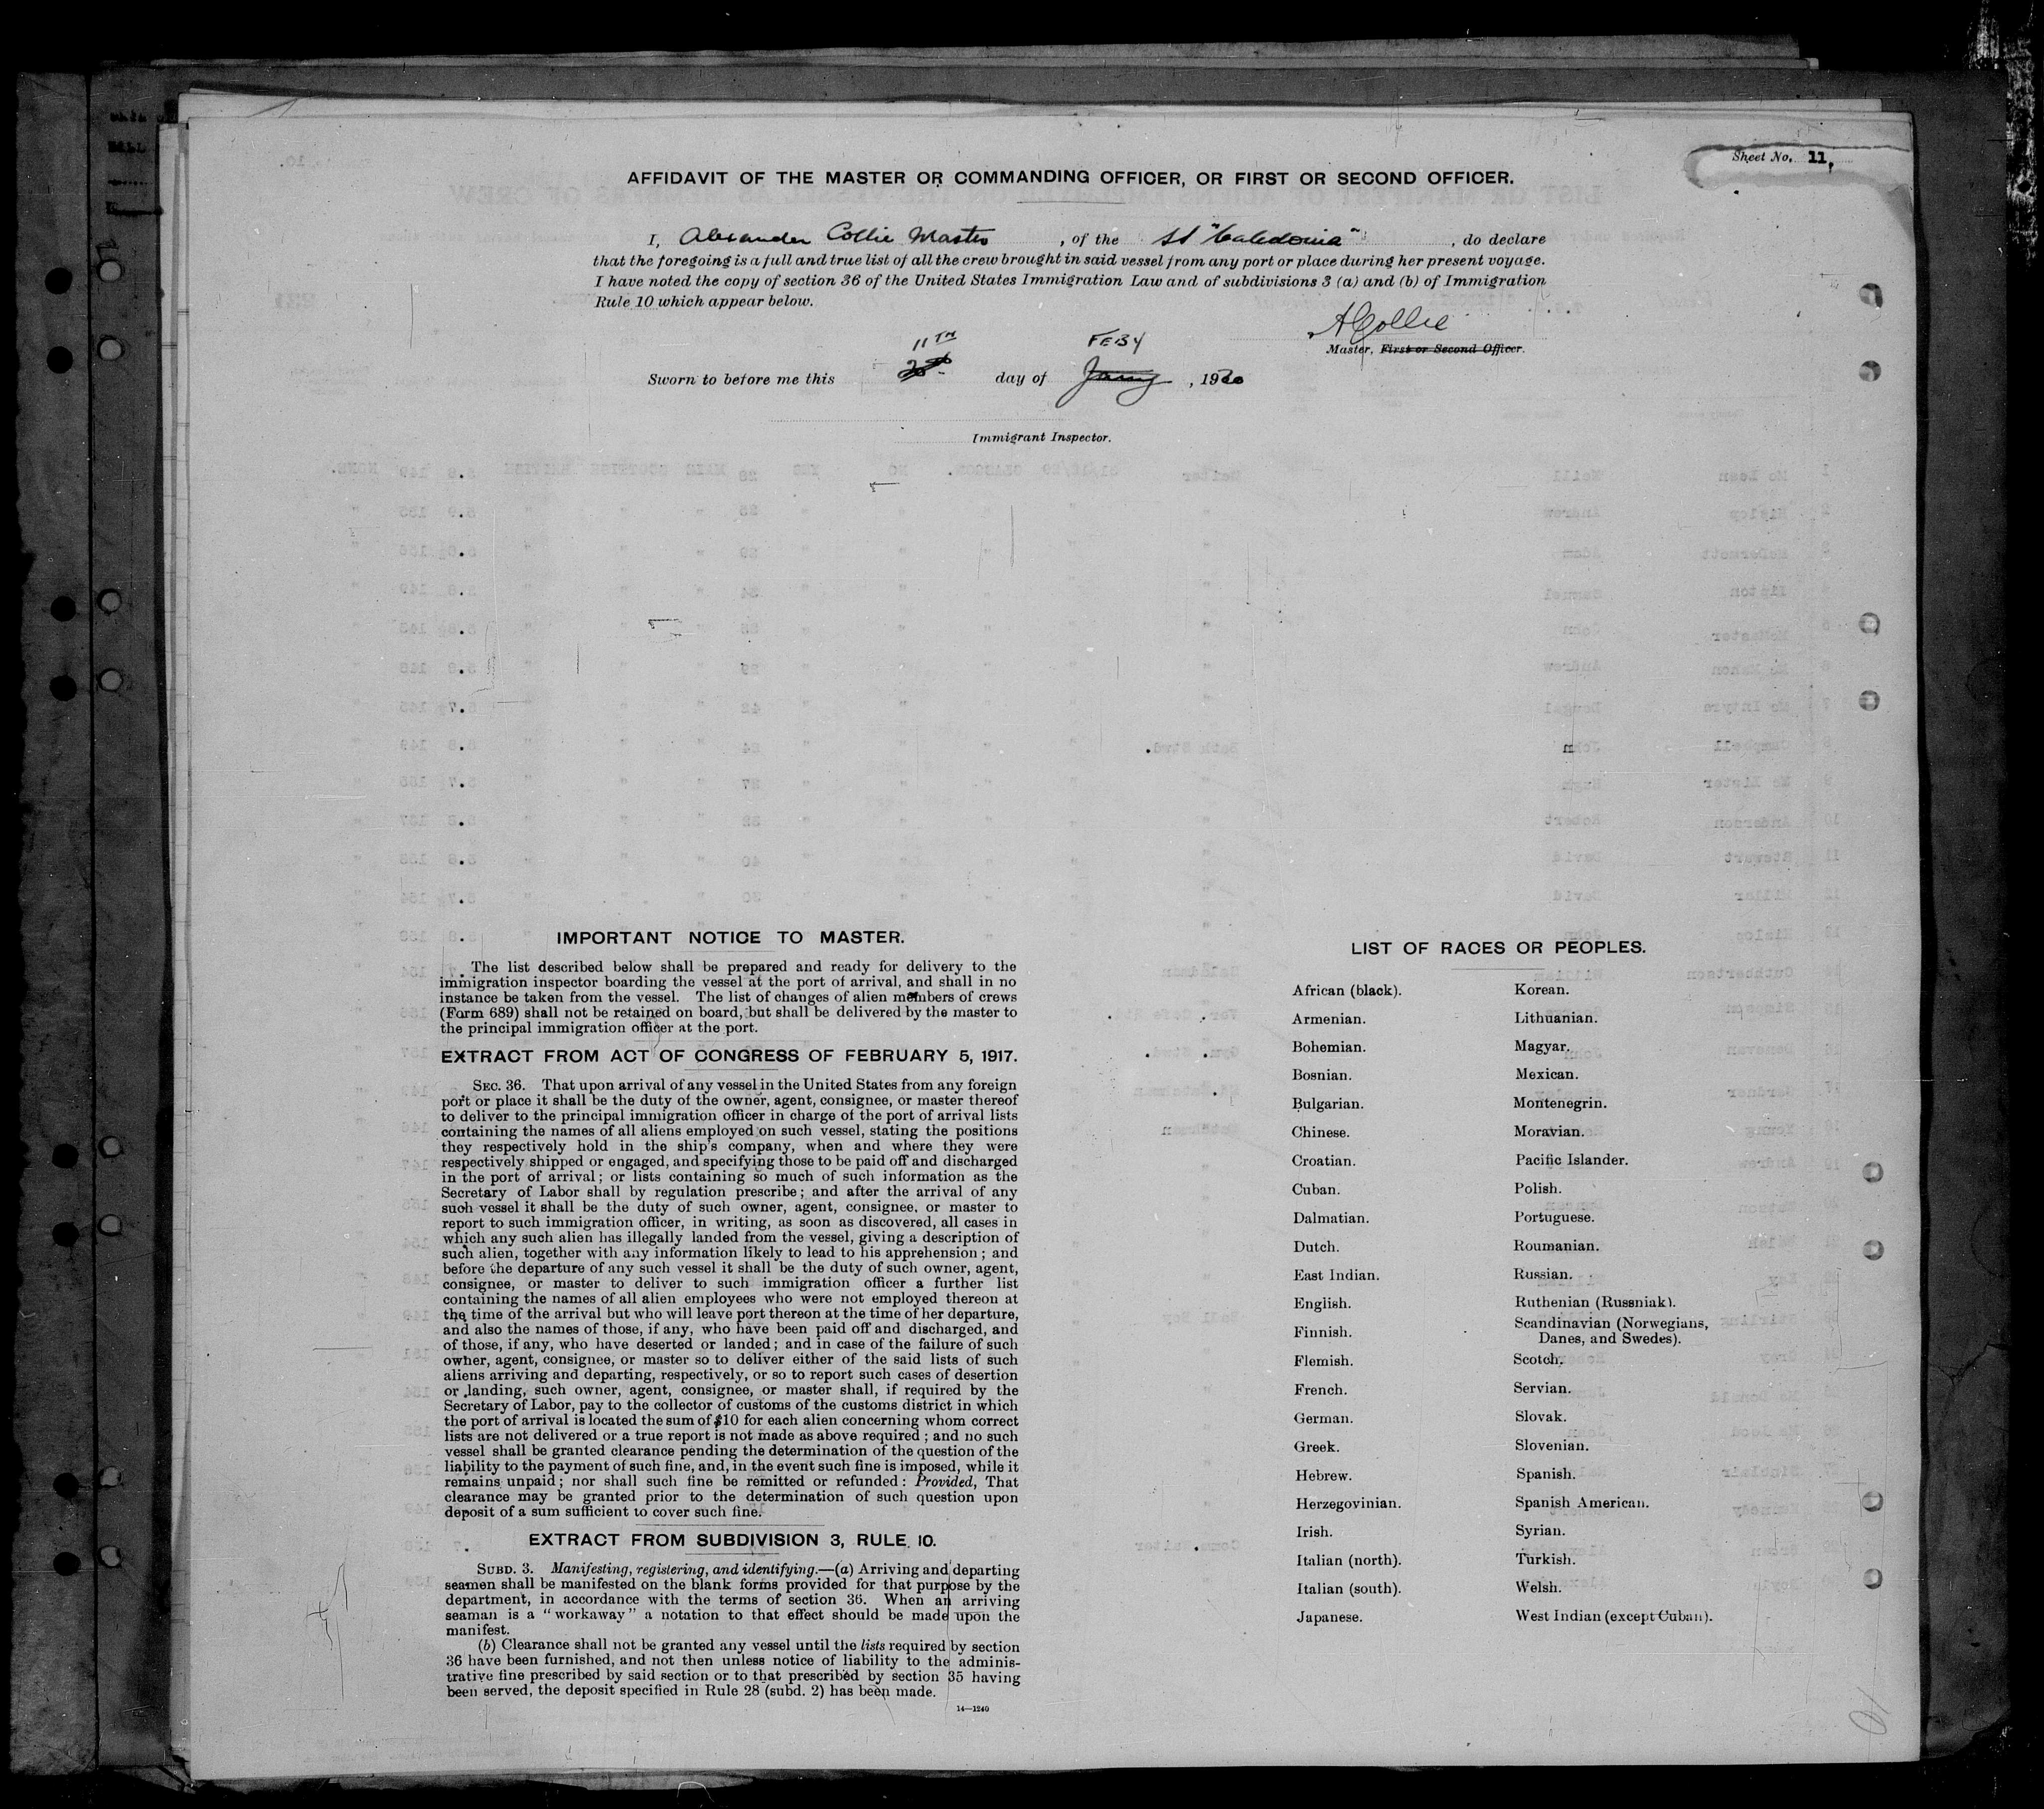 Sheet No. 11,
AFFIDAVIT OF THE MASTER OR COMMANDING OFFICER, OR FIRST OR SECOND OFFICER.
I, Alexander Collie Master, of the SS "Caledonia", do declare
that the foregoing is a full and true list of all the crew brought in said vessel from any port or place during her present voyage.
I have noted the copy of section 36 of the United States Immigration Law and of subdivisions 3 (a) and (b) of Immigration
Rule 10 which appear below.
A Collie
Master, First or Second Officer.
11TH FEBY
Sworn to before me this day of Jany, 1920
Immigrant Inspector.
IMPORTANT NOTICE TO MASTER.
The list described below shall be prepared and ready for delivery to the
immigration inspector boarding the vessel at the port of arrival, and shall in no
instance be taken from the vessel. The list of changes of alien members of crews
(Form 689) shall not be retained on board, but shall be delivered by the master to
the principal immigration officer at the port.
EXTRACT FROM ACT OF CONGRESS OF FEBRUARY 5, 1917.
SEC. 36. That upon arrival of any vessel in the United States from any foreign
port or place it shall be the duty of the owner, agent, consignee, or master thereof
to deliver to the principal immigration officer in charge of the port of arrival lists
containing the names of all aliens employed on such vessel, stating the positions
they respectively hold in the ship's company, when and where they were
respectively shipped or engaged, and specifying those to be paid off and discharged
in the port of arrival; or lists containing so much of such information as the
Secretary of Labor shall by regulation prescribe; and after the arrival of any
such vessel it shall be the duty of such owner, agent, consignee, or master to
report to such immigration officer, in writing, as soon as discovered, all cases in
which any such alien has illegally landed from the vessel, giving a description of
such alien, together with any information likely to lead to his apprehension; and
before the departure of any such vessel it shall be the duty of such owner, agent,
consignee, or master to deliver to such immigration officer a further list
containing the names of all alien employees who were not employed thereon at
the time of the arrival but who will leave port thereon at the time of her departure,
and also the names of those, if any, who have been paid off and discharged, and
of those, if any, who have deserted or landed; and in case of the failure of such
owner, agent, consignee, or master so to deliver either of the said lists of such
aliens arriving and departing, respectively, or so to report such cases of desertion
or landing, such owner, agent, consignee, or master shall, if required by the
Secretary of Labor, pay to the collector of customs of the customs district in which
the port of arrival is located the sum of $10 for each alien concerning whom correct
lists are not delivered or a true report is not made as above required; and no such
vessel shall be granted clearance pending the determination of the question of the
liability to the payment of such fine, and, in the event such fine is imposed, while it
remains unpaid; nor shall such fine be remitted or refunded: Provided, That
clearance may be granted prior to the determination of such question upon
deposit of a sum sufficient to cover such fine.
EXTRACT FROM SUBDIVISION 3, RULE 10.
SUBD. 3. Manifesting, registering, and identifying.—(a) Arriving and departing
seamen shall be manifested on the blank forms provided for that purpose by the
department, in accordance with the terms of section 36. When an arriving
seaman is a "workaway" a notation to that effect should be made upon the
manifest.
(b) Clearance shall not be granted any vessel until the lists required by section
36 have been furnished, and not then unless notice of liability to the adminis-
trative fine prescribed by said section or to that prescribed by section 35 having
been served, the deposit specified in Rule 28 (subd. 2) has been made.
14—1240
LIST OF RACES OR PEOPLES.
African (black).
Armenian.
Bohemian.
Bosnian.
Bulgarian.
Chinese.
Croatian.
Cuban.
Dalmatian.
Dutch.
East Indian.
English.
Finnish.
Flemish.
French.
German.
Greek.
Hebrew.
Herzegovinian.
Irish.
Italian (north).
Italian (south).
Japanese.
Korean.
Lithuanian.
Magyar.
Mexican.
Montenegrin.
Moravian.
Pacific Islander.
Polish.
Portuguese.
Roumanian.
Russian.
Ruthenian (Russniak).
Scandinavian (Norwegians,
Danes, and Swedes).
Scotch.
Servian.
Slovak.
Slovenian.
Spanish.
Spanish American.
Syrian.
Turkish.
Welsh.
West Indian (except Cuban).
10